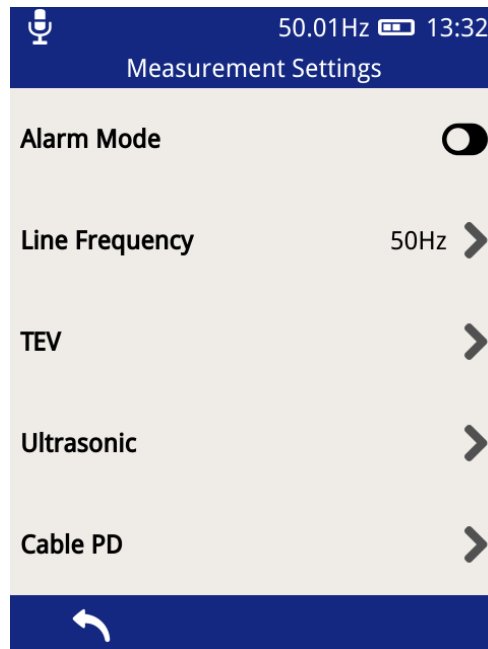 50.01Hz 13:32
Measurement Settings
Alarm Mode
Line Frequency 50Hz
TEV
Ultrasonic
Cable PD